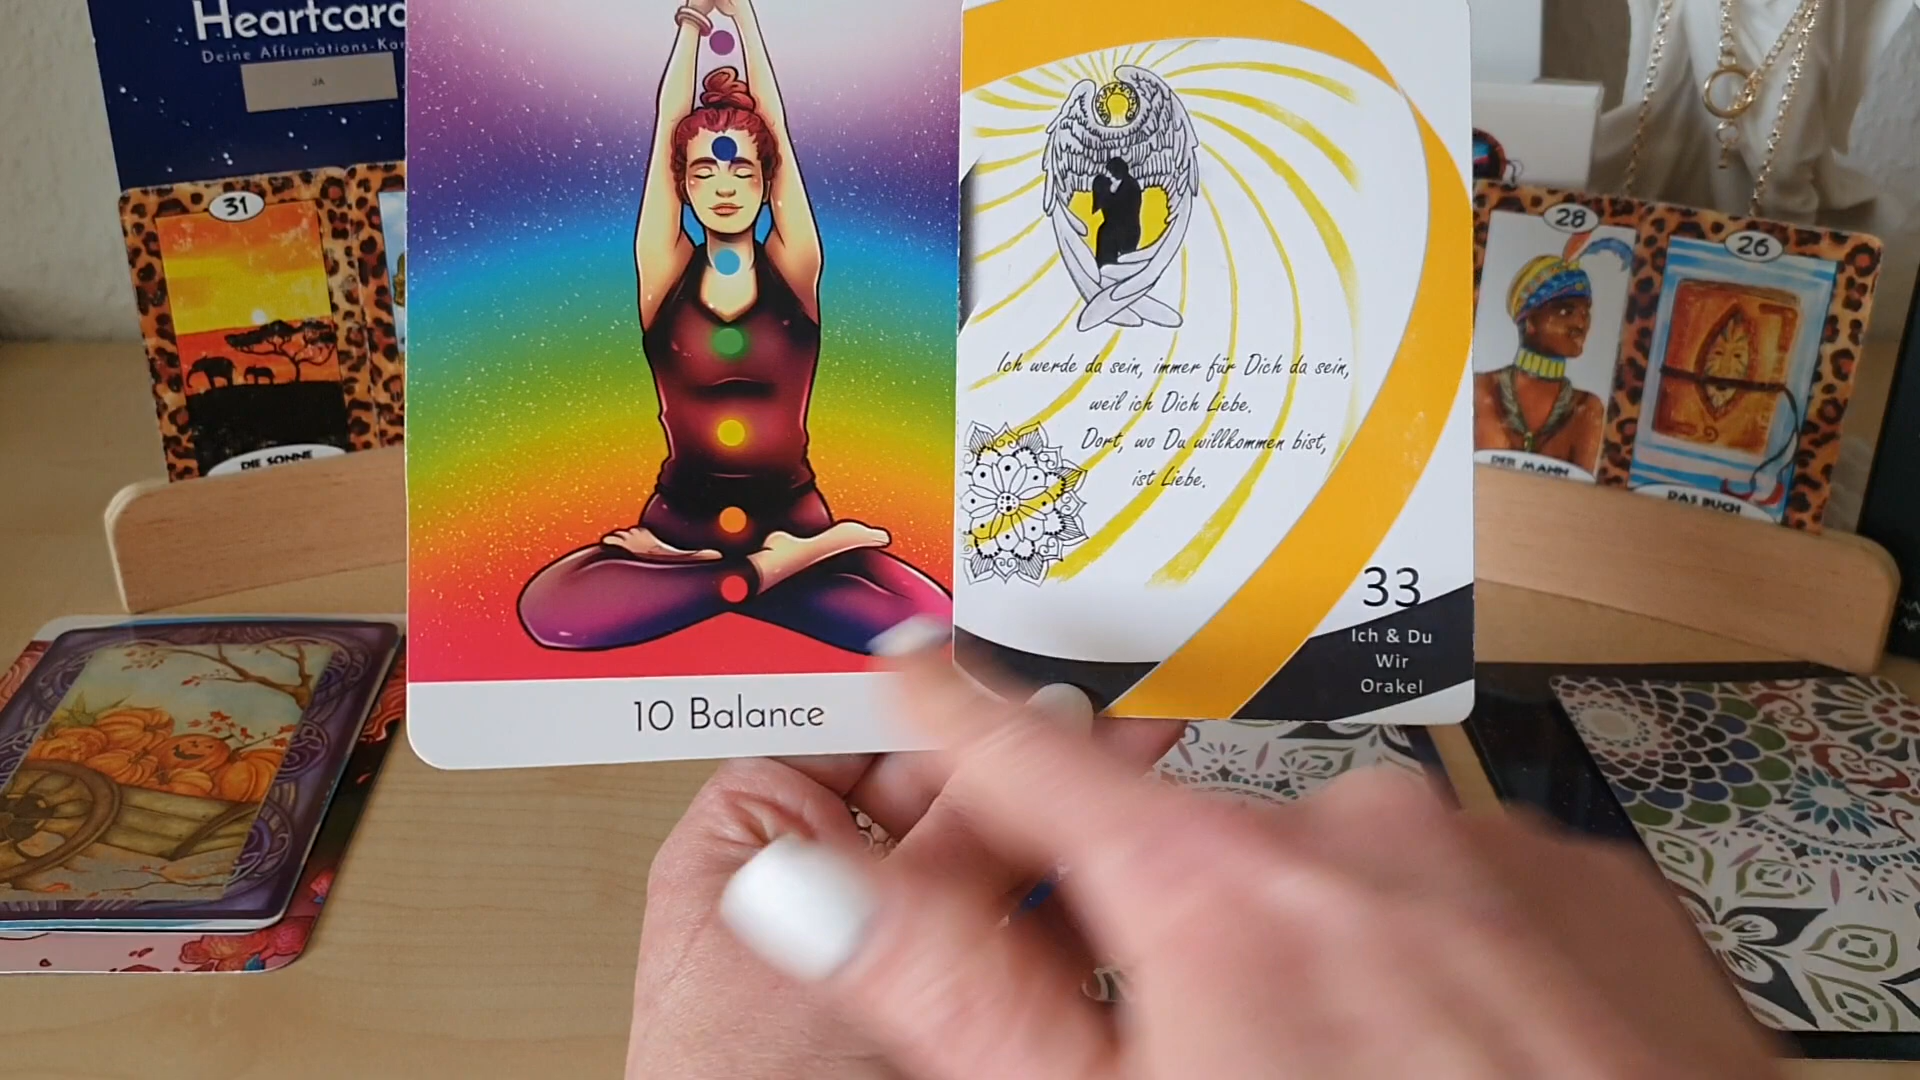 Heartcard
Deine Affirmations-Kar
JA
31
DIE SONNE
10 Balance
Ich werde da sein, immer für Dich da sein,
weil ich Dich Liebe.
Dort, wo Du willkommen bist,
ist Liebe.
33
Ich & Du
Wir
Orakel
28
DER MANN
26
DAS BUCH